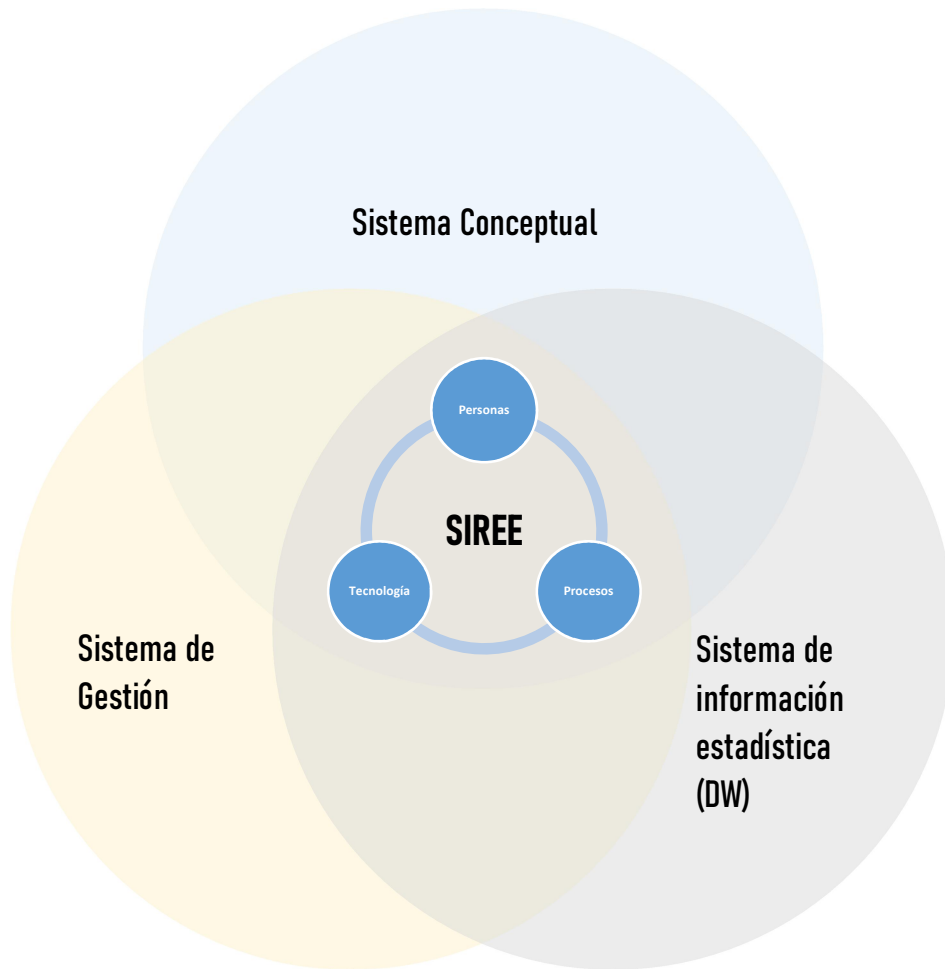 Sistema Conceptual
Personas
SIREE
Tecnología
Procesos
Sistema de
Gestión
Sistema de
información
estadística
(DW)